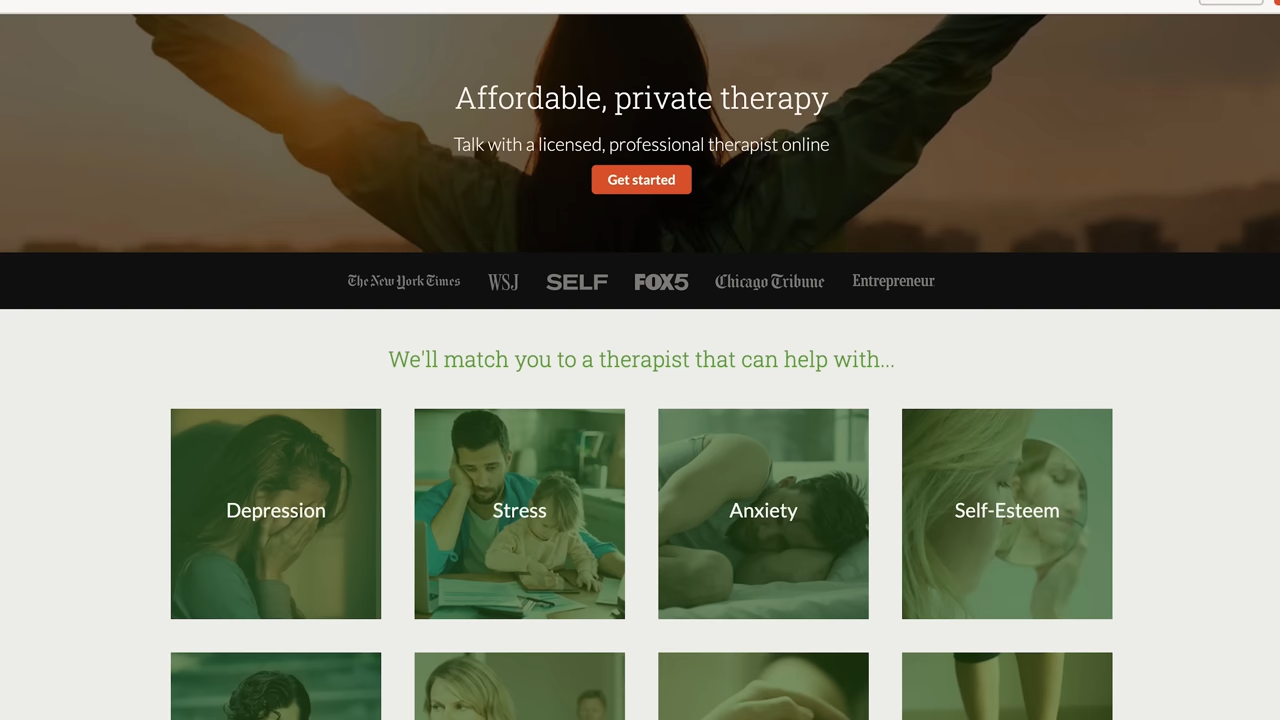 Affordable, private therapy
Talk with a licensed, professional therapist online
Get started
The New York Times WSJ SELF FOX5 Chicago Tribune Entrepreneur
We'll match you to a therapist that can help with...
Depression Stress Anxiety Self-Esteem